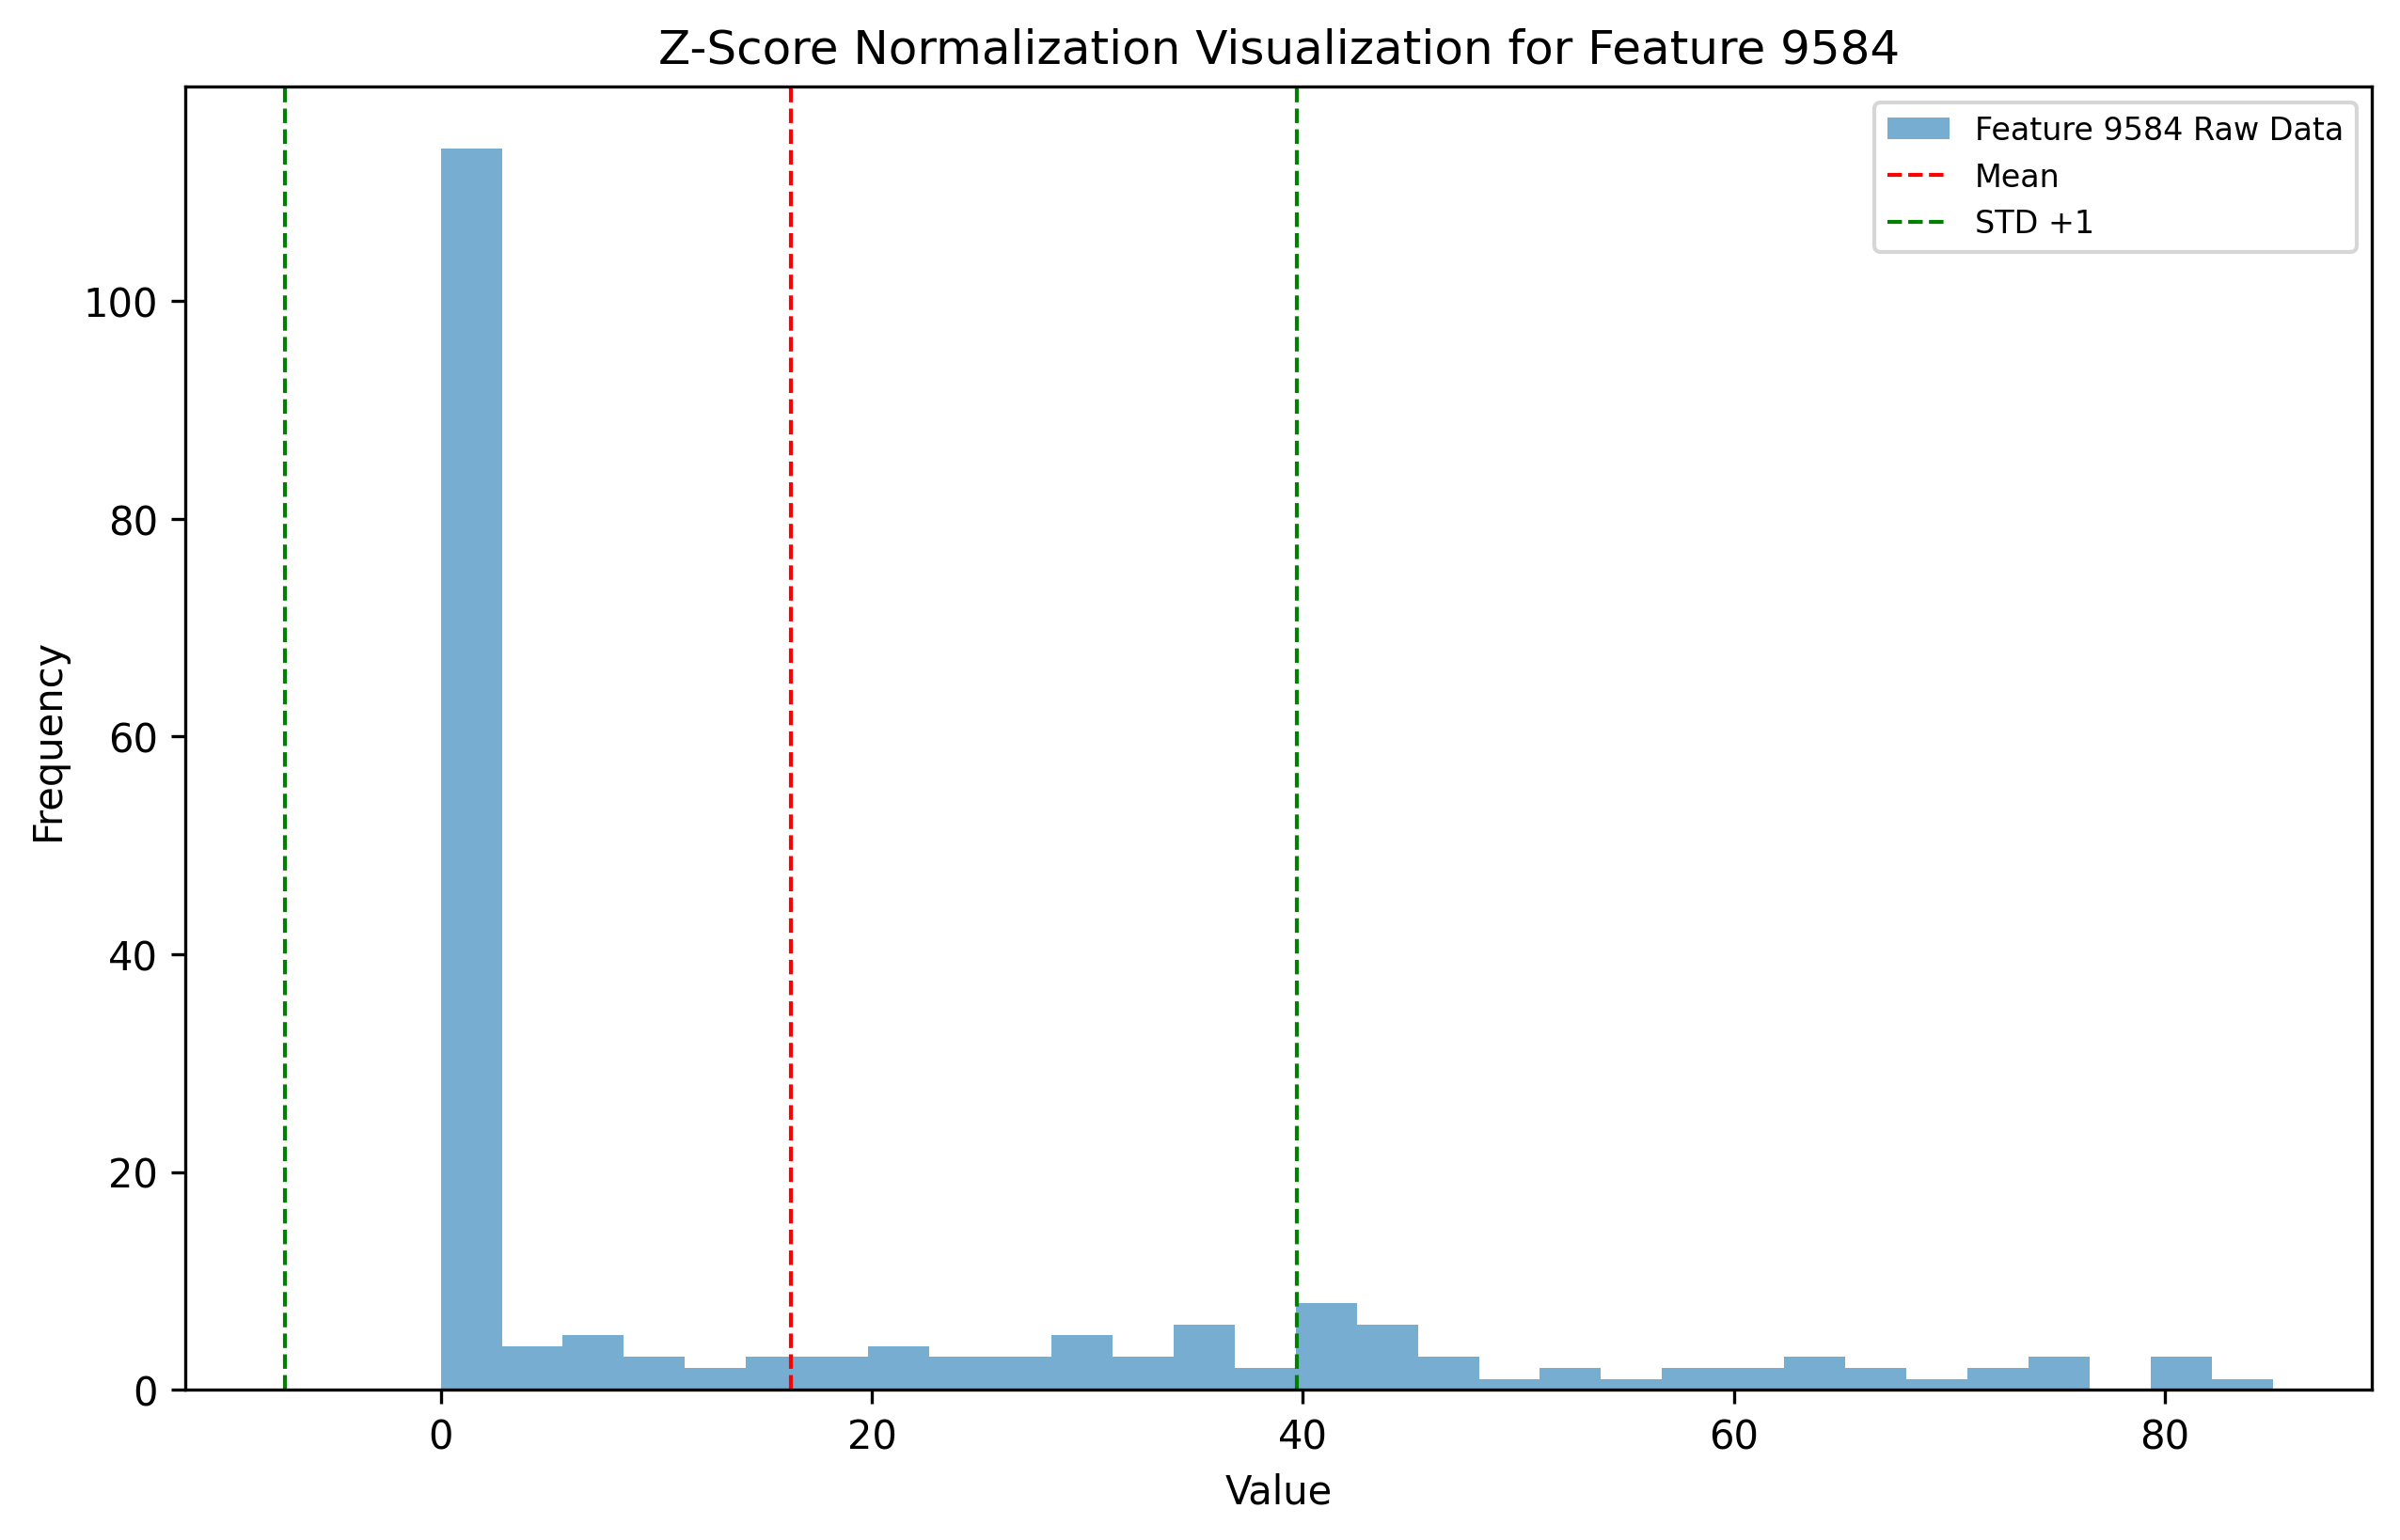 Z-Score Normalization Visualization for Feature 9584
Feature 9584 Raw Data
Mean
STD +1
100
80
60
40
20
0
Frequency
0 20 40 60 80
Value